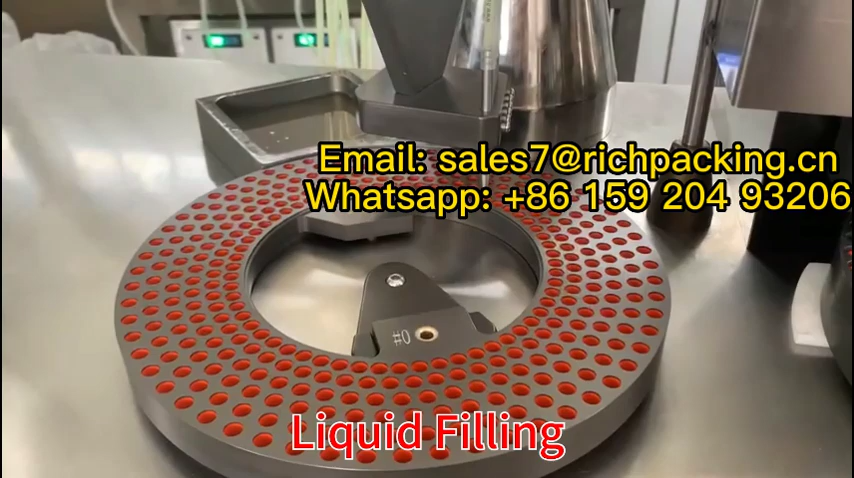 Email: sales7@richpacking.cn
Whatsapp: +86 159 204 93206
#0
Liquid Filling